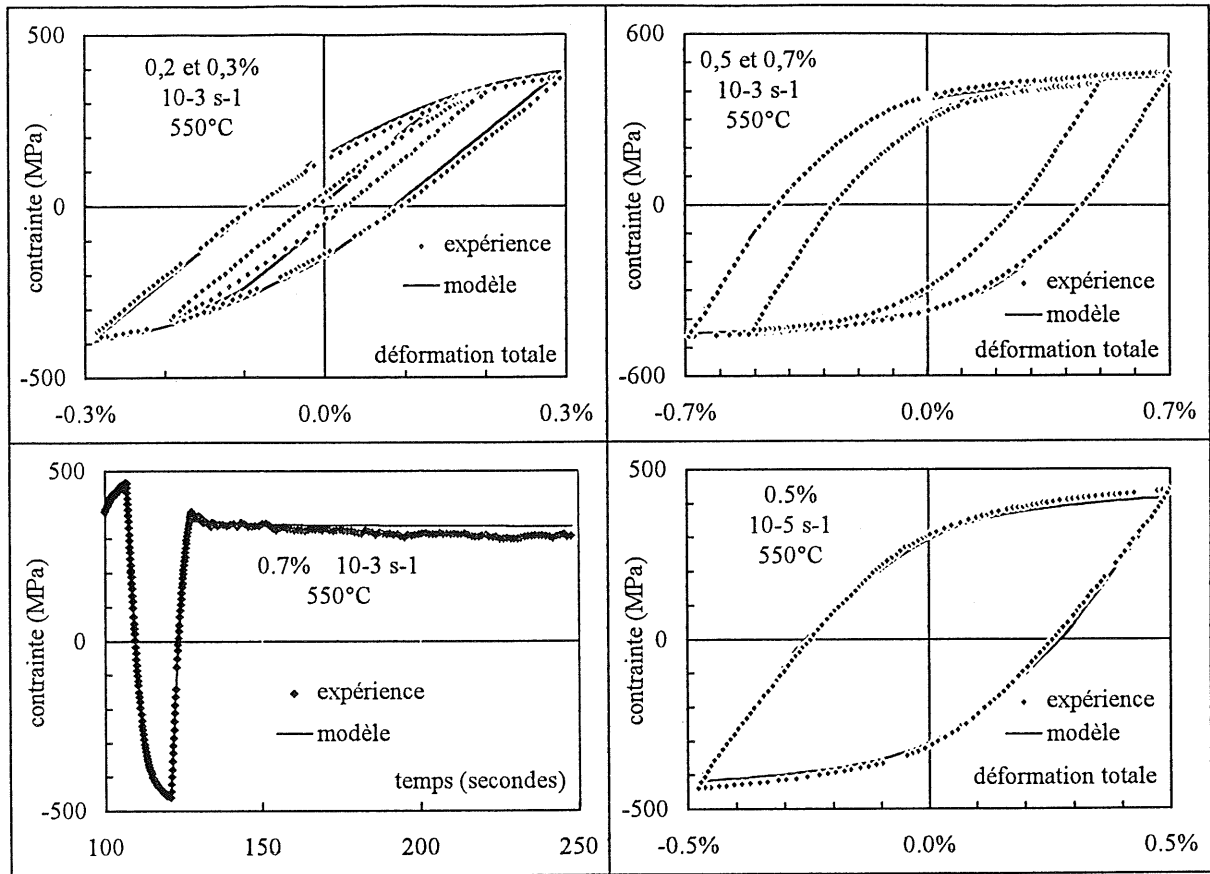 500
0,2 et 0,3%
10-3 s-1
550°C
contrainte (MPa)
0
expérience
modèle
déformation totale
-500
-0.3%
0.0%
0.3%
600
0,5 et 0,7%
10-3 s-1
550°C
contrainte (MPa)
0
expérience
modèle
déformation totale
-600
-0.7%
0.0%
0.7%
500
0.7% 10-3 s-1
550°C
contrainte (MPa)
0
expérience
modèle
temps (secondes)
-500
100
150
200
250
500
0.5%
10-5 s-1
550°C
contrainte (MPa)
0
expérience
modèle
déformation totale
-500
-0.5%
0.0%
0.5%